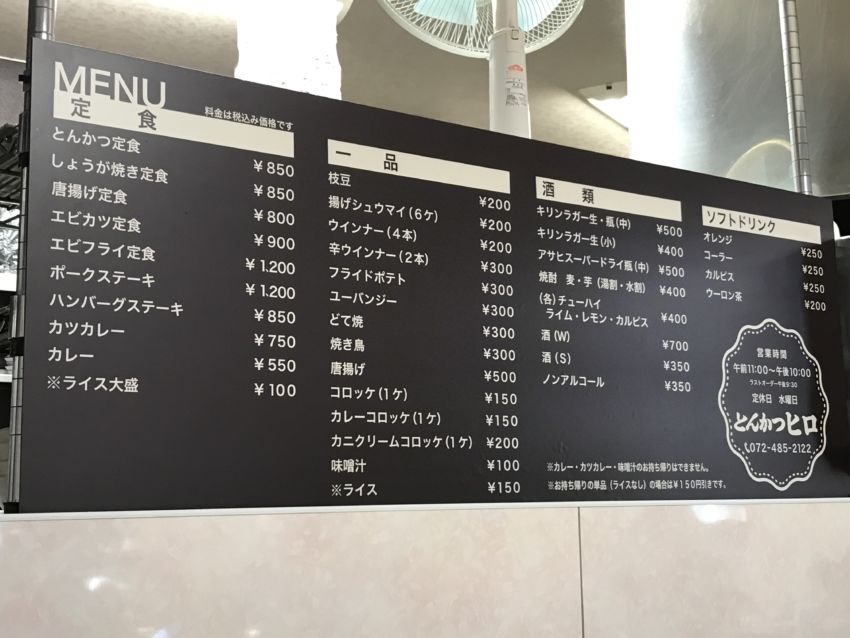 MENU
料金は税込み価格です
定 食
とんかつ定食 ¥850
しょうが焼き定食 ¥850
唐揚げ定食 ¥800
エビカツ定食 ¥900
エビフライ定食 ¥1,200
ポークステーキ ¥1,200
ハンバーグステーキ ¥850
カツカレー ¥750
カレー ¥550
※ライス大盛 ¥100
一 品
枝豆 ¥200
揚げシュウマイ(6ケ) ¥200
ウインナー(4本) ¥200
辛ウインナー(2本) ¥300
フライドポテト ¥300
ユーバンジー ¥300
どて焼 ¥300
焼き鳥 ¥300
唐揚げ ¥500
コロッケ(1ケ) ¥150
カレーコロッケ(1ケ) ¥150
カニクリームコロッケ(1ケ) ¥200
味噌汁 ¥100
※ライス ¥150
酒 類
キリンラガー生・瓶(中) ¥500
キリンラガー生(小) ¥400
アサヒスーパードライ瓶(中) ¥500
焼酎 麦・芋(湯割・水割) ¥400
(各)チューハイ
ライム・レモン・カルピス ¥400
酒(W) ¥700
酒(S) ¥350
ノンアルコール ¥350
ソフトドリンク
オレンジ ¥250
コーラー ¥250
カルピス ¥250
ウーロン茶 ¥200
営業時間
午前11:00〜午後10:00
ラストオーダー午後9:30
定休日 水曜日
とんかつヒロ
072-485-2122
※カレー・カツカレー・味噌汁のお持ち帰りはできません。
※お持ち帰りの単品(ライスなし)の場合は¥150円引きです。